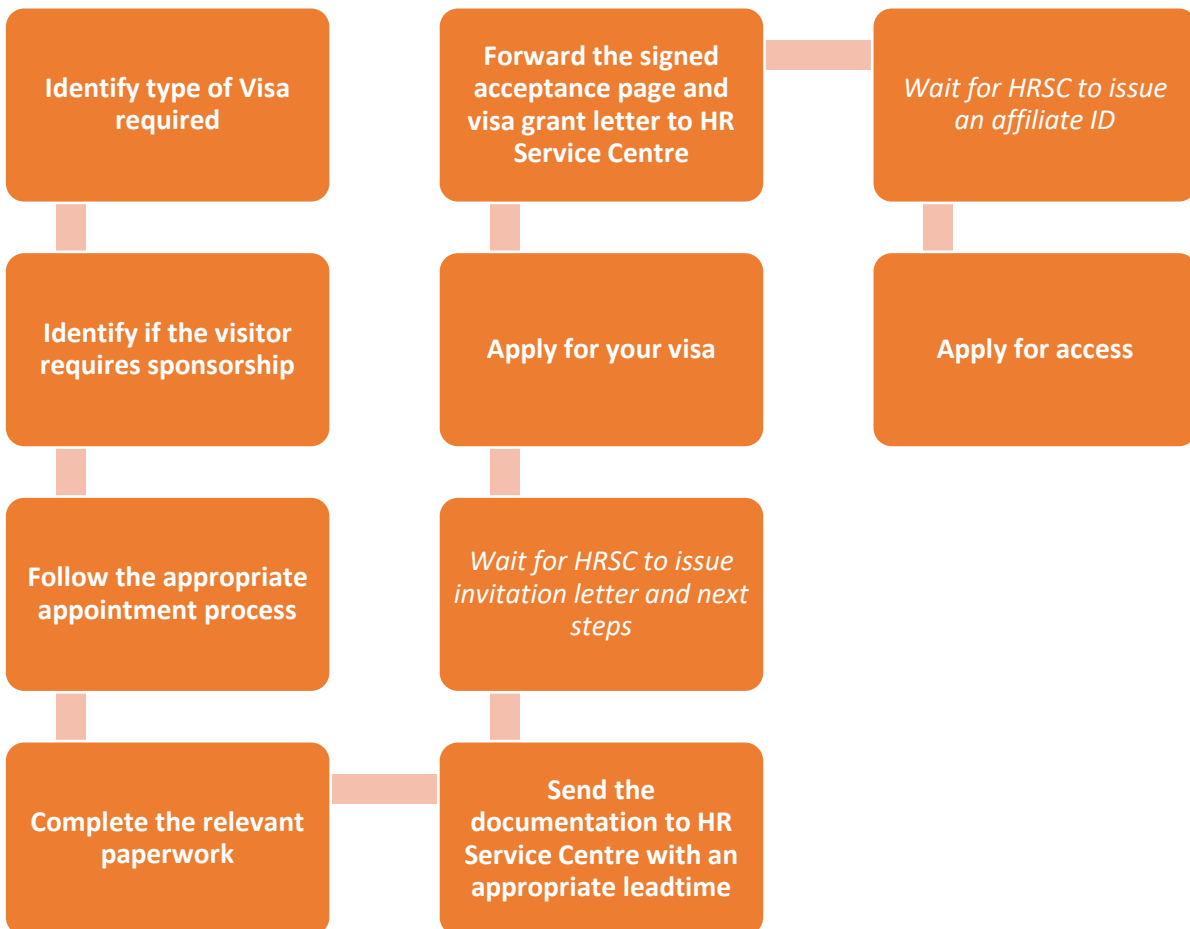 Identify type of Visa
required
Identify if the visitor
requires sponsorship
Follow the appropriate
appointment process
Complete the relevant
paperwork
Send the
documentation to HR
Service Centre with an
appropriate leadtime
Wait for HRSC to issue
invitation letter and next
steps
Apply for your visa
Forward the signed
acceptance page and
visa grant letter to HR
Service Centre
Wait for HRSC to issue
an affiliate ID
Apply for access